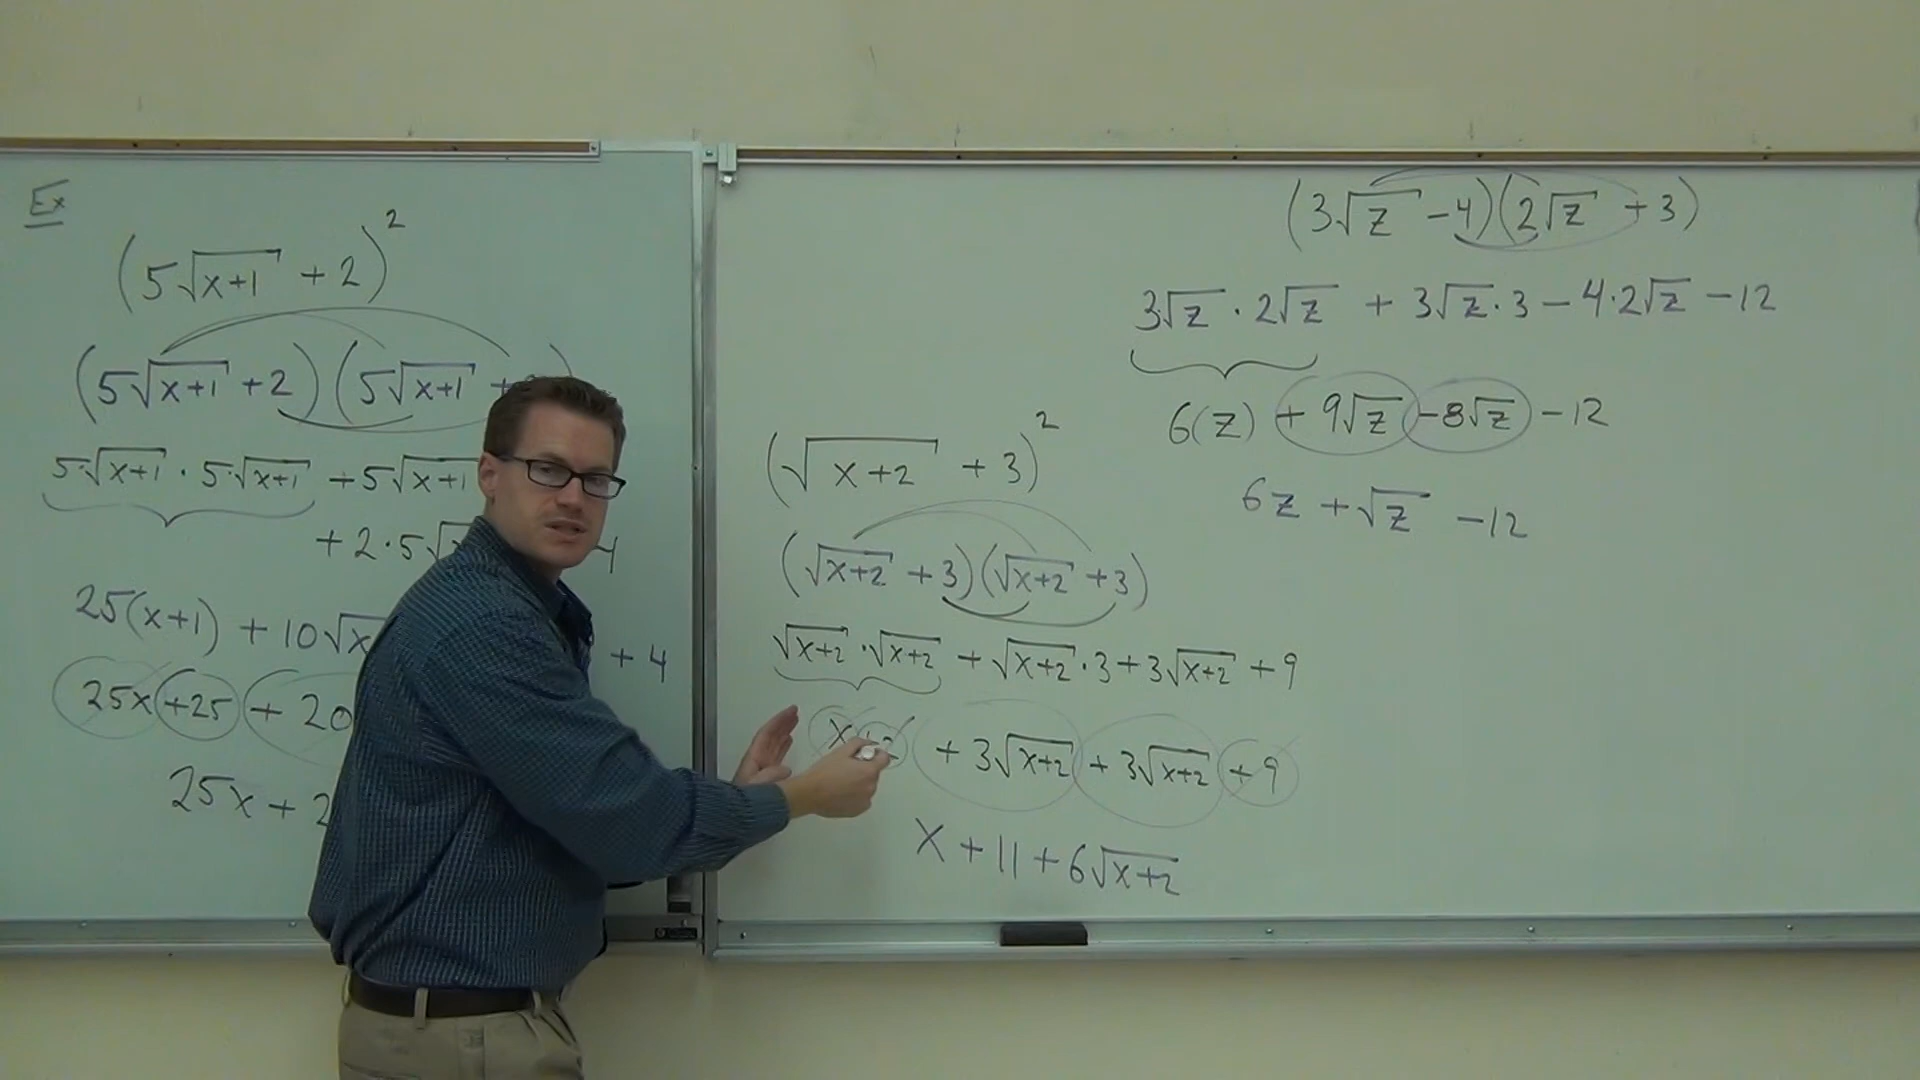 Ex
(5√(x+1) + 2)²
(5√(x+1) + 2)(5√(x+1) +
5·√(x+1) · 5·√(x+1) + 5√(x+1)
+ 2·5√
25(x+1) + 10√x + 4
25x + 25 + 20
25x + 2
(√(x+2) + 3)²
(√(x+2) + 3)(√(x+2) + 3)
√(x+2) · √(x+2) + √(x+2) · 3 + 3√(x+2) + 9
x + 2 + 3√(x+2) + 3√(x+2) + 9
x + 11 + 6√(x+2)
(3√z - 4)(2√z + 3)
3√z · 2√z + 3√z · 3 - 4·2√z - 12
6(z) + 9√z - 8√z - 12
6z + √z - 12